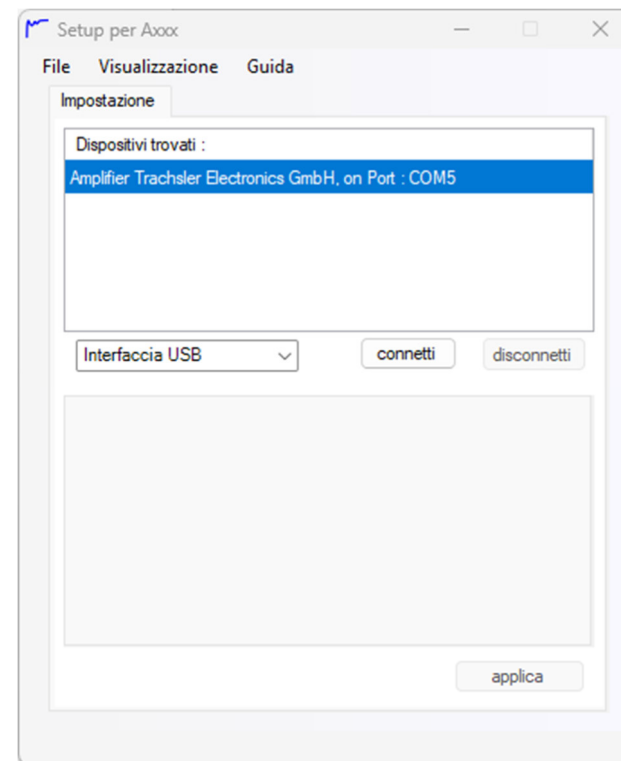 Setup per Axxx
File Visualizzazione Guida
Impostazione
Dispositivi trovati :
Amplifier Trachsler Electronics GmbH, on Port : COM5
Interfaccia USB connetti disconnetti
applica